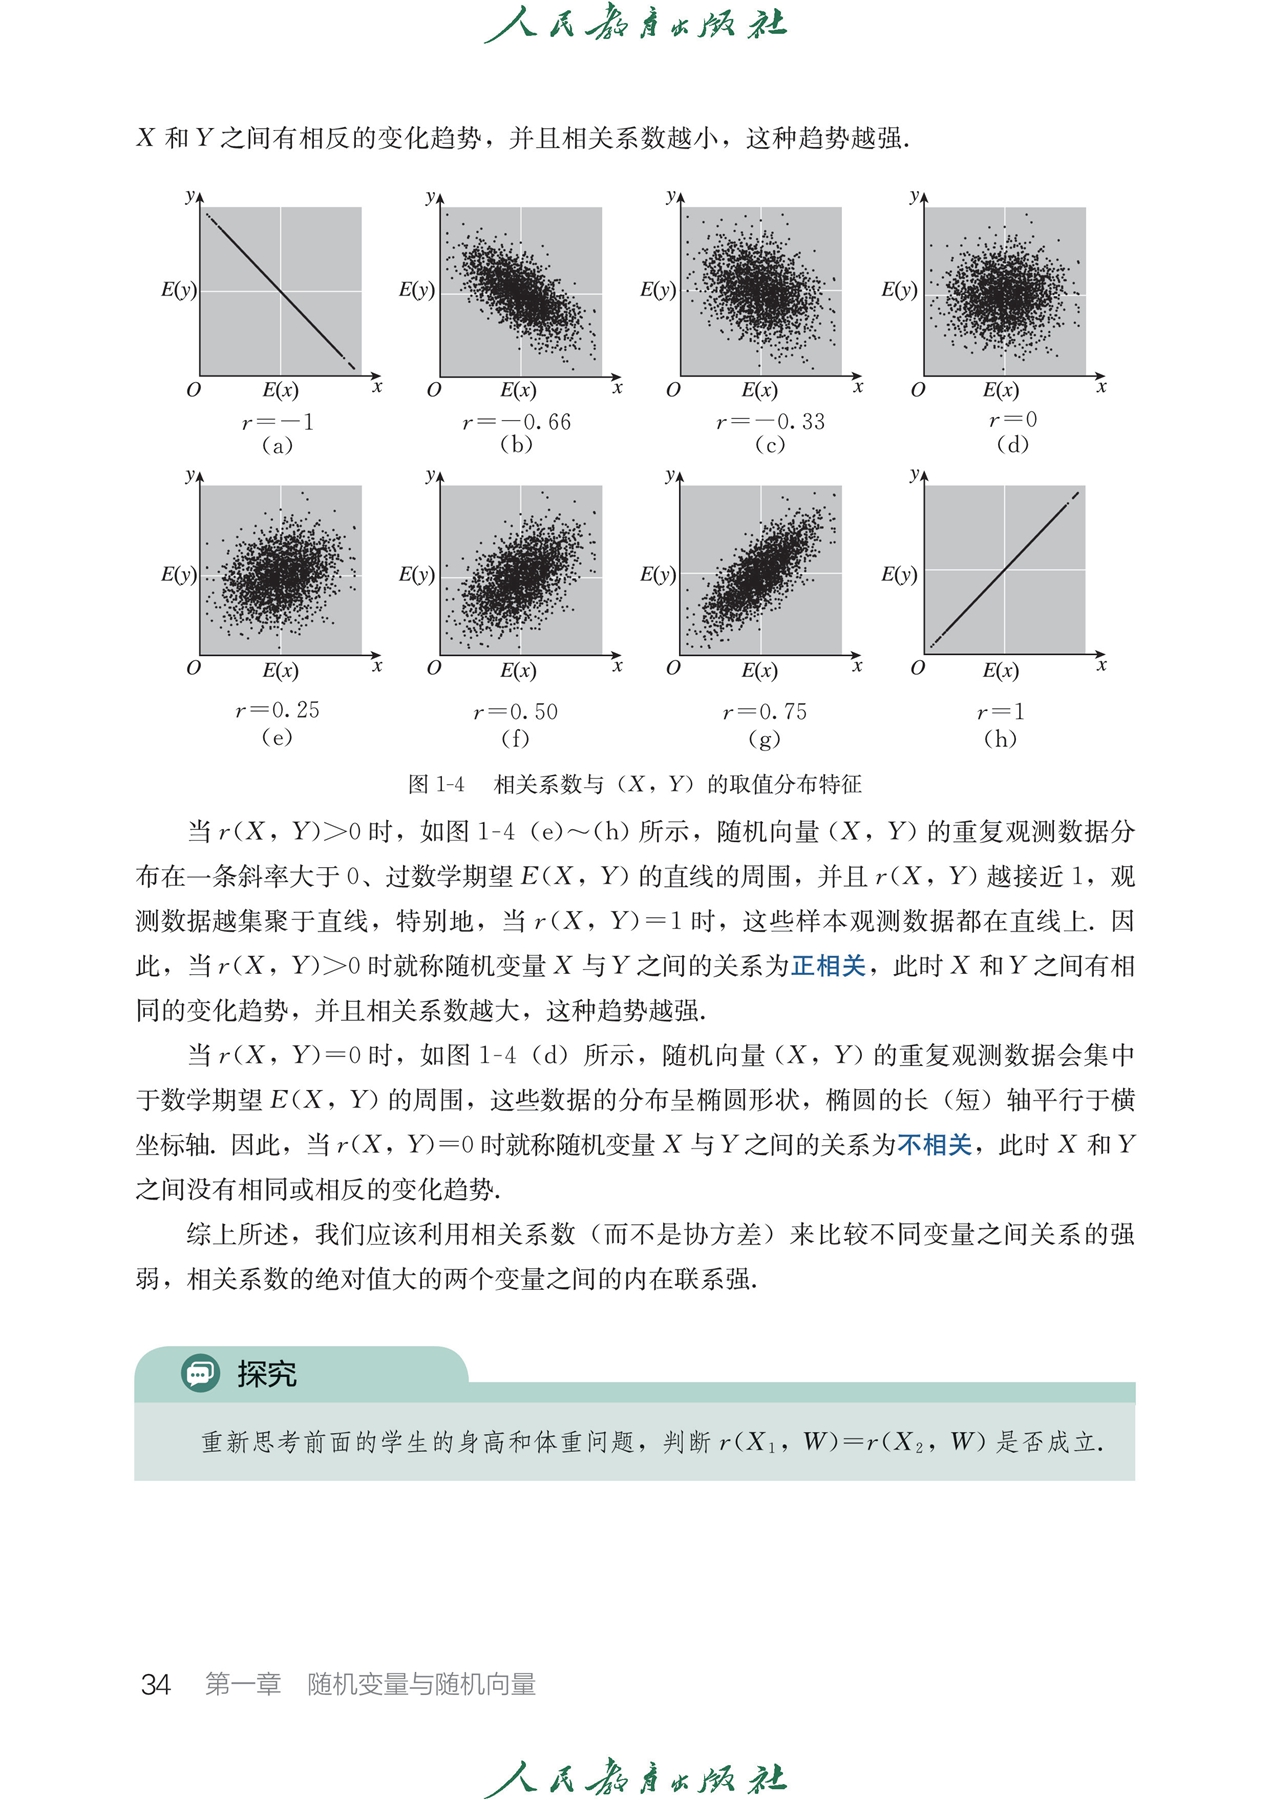 人民教育出版社
X 和 Y 之间有相反的变化趋势，并且相关系数越小，这种趋势越强.
y y y y
E(y) E(y) E(y) E(y)
O E(x) x O E(x) x O E(x) x O E(x) x
r=-1 r=-0.66 r=-0.33 r=0
(a) (b) (c) (d)
y y y y
E(y) E(y) E(y) E(y)
O E(x) x O E(x) x O E(x) x O E(x) x
r=0.25 r=0.50 r=0.75 r=1
(e) (f) (g) (h)
图 1-4 相关系数与（X，Y）的取值分布特征
当 r(X，Y)>0 时，如图 1-4（e)～(h）所示，随机向量（X，Y）的重复观测数据分
布在一条斜率大于 0、过数学期望 E(X，Y) 的直线的周围，并且 r(X，Y) 越接近 1，观
测数据越集聚于直线，特别地，当 r(X，Y)=1 时，这些样本观测数据都在直线上. 因
此，当 r(X，Y)>0 时就称随机变量 X 与 Y 之间的关系为正相关，此时 X 和 Y 之间有相
同的变化趋势，并且相关系数越大，这种趋势越强.
当 r(X，Y)=0 时，如图 1-4（d）所示，随机向量（X，Y）的重复观测数据会集中
于数学期望 E(X，Y) 的周围，这些数据的分布呈椭圆形状，椭圆的长（短）轴平行于横
坐标轴. 因此，当 r(X，Y)=0 时就称随机变量 X 与 Y 之间的关系为不相关，此时 X 和 Y
之间没有相同或相反的变化趋势.
综上所述，我们应该利用相关系数（而不是协方差）来比较不同变量之间关系的强
弱，相关系数的绝对值大的两个变量之间的内在联系强.
探究
重新思考前面的学生的身高和体重问题，判断 r(X₁，W)=r(X₂，W) 是否成立.
34 第一章 随机变量与随机向量
人民教育出版社